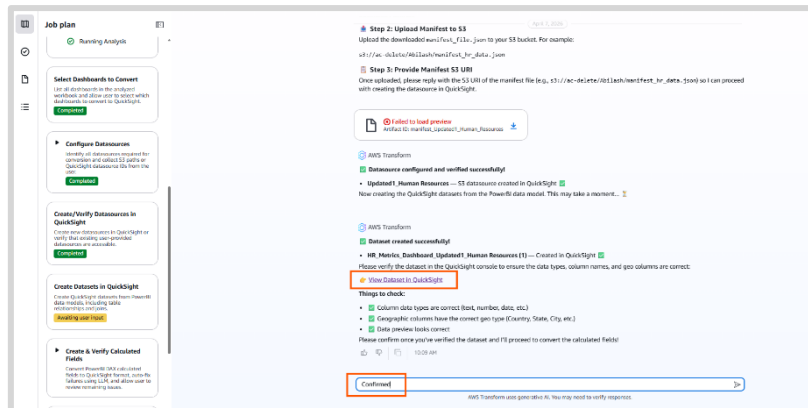 Job plan
Running Analysis
Select Dashboards to Convert
List all dashboards in the analyzed
workbook and allow user to select which
dashboards to convert to QuickSight.
Completed
Configure Datasources
Identify all datasources required for
conversion and collect S3 paths or
QuickSight datasource IDs from the
user
Completed
Create/Verify Datasources in
QuickSight
Create new datasources in QuickSight or
verify that existing user-provided
datasources are accessible.
Completed
Create Datasets in QuickSight
Create QuickSight datasets from PowerBI
data models, including table
relationships and joins.
Awaiting user input
Create & Verify Calculated
Fields
Convert PowerBI DAX calculated
fields to QuickSight format, auto-fix
failures using LLM, and allow user to
review remaining issues.
April 7, 2026
Step 2: Upload Manifest to S3
Upload the downloaded manifest_file.json to your S3 bucket. For example:
s3://ac-delete/Abilash/manifest_hr_data.json
Step 3: Provide Manifest S3 URI
Once uploaded, please reply with the S3 URI of the manifest file (e.g., s3://ac-delete/Abilash/manifest_hr_data.json) so I can proceed
with creating the datasource in QuickSight.
Failed to load preview
Artifact ID: manifest_Updated1_Human_Resources
AWS Transform
Datasource configured and verified successfully!
• Updated1_Human Resources — S3 datasource created in QuickSight
Now creating the QuickSight datasets from the PowerBI data model. This may take a moment...
AWS Transform
Dataset created successfully!
• HR_Metrics_Dashboard_Updated1_Human Resources (1) — Created in QuickSight
Please verify the dataset in the QuickSight console to ensure the data types, column names, and geo columns are correct:
View Dataset in QuickSight
Things to check:
• Column data types are correct (text, number, date, etc.)
• Geographic columns have the correct geo type (Country, State, City, etc.)
• Data preview looks correct
Please confirm once you've verified the dataset and I'll proceed to convert the calculated fields!
10:09 AM
Confirmed
AWS Transform uses generative AI. You may need to verify responses.